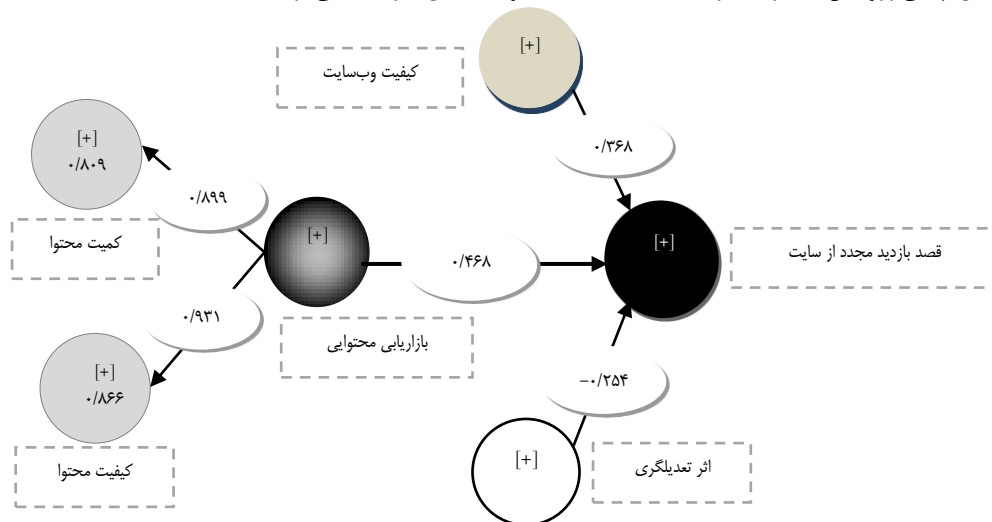 [+]
کیفیت وب‌سایت
[+]
۰/۸۰۹
۰/۳۶۸
۰/۸۹۹
کمیت محتوا
[+]
[+]
قصد بازدید مجدد از سایت
۰/۴۶۸
۰/۹۳۱
بازاریابی محتوایی
[+]
۰/۸۶۶
-۰/۲۵۴
کیفیت محتوا
[+]
اثر تعدیلگری